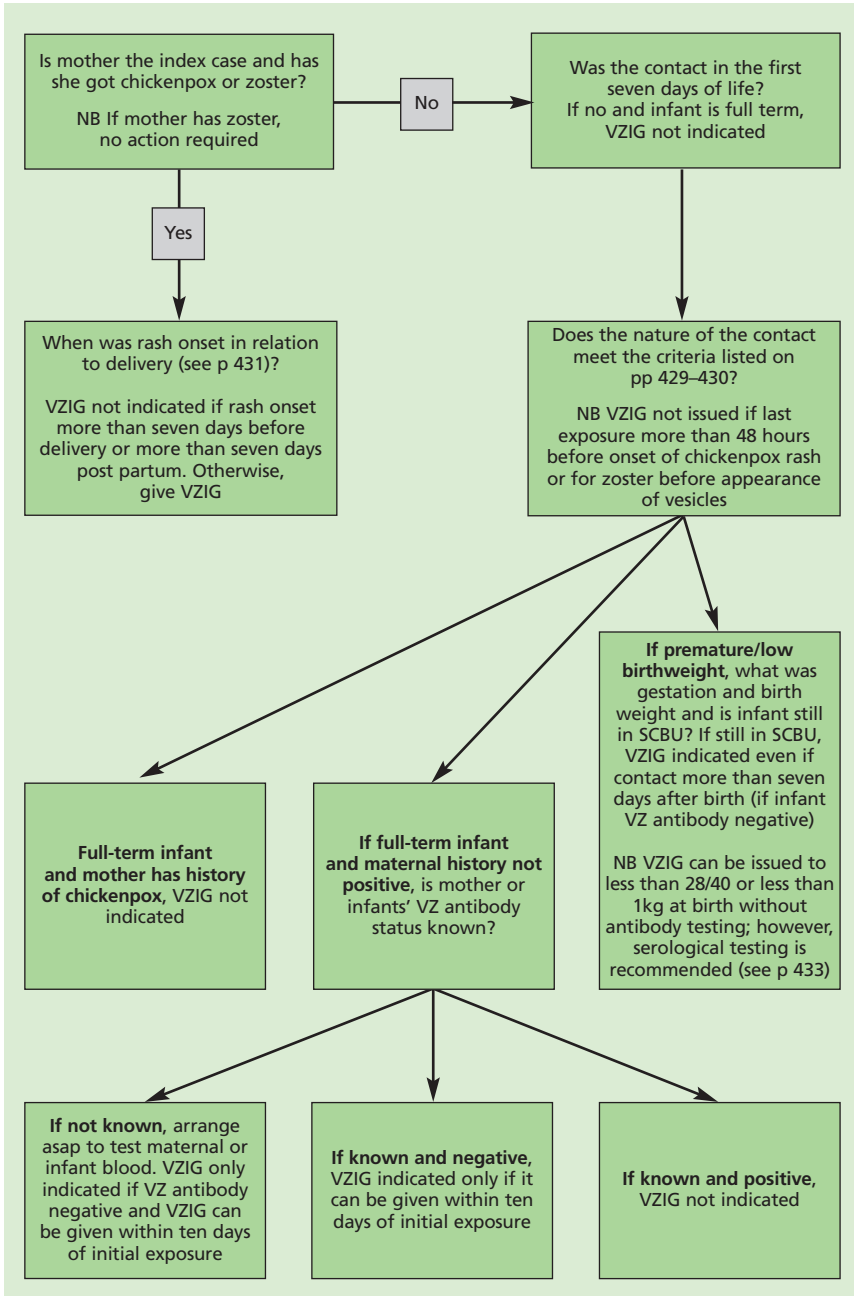 Is mother the index case and has
she got chickenpox or zoster?
NB If mother has zoster,
no action required
No
Was the contact in the first
seven days of life?
If no and infant is full term,
VZIG not indicated
Yes
When was rash onset in relation
to delivery (see p 431)?
VZIG not indicated if rash onset
more than seven days before
delivery or more than seven days
post partum. Otherwise,
give VZIG
Does the nature of the contact
meet the criteria listed on
pp 429–430?
NB VZIG not issued if last
exposure more than 48 hours
before onset of chickenpox rash
or for zoster before appearance
of vesicles
Full-term infant
and mother has history
of chickenpox, VZIG not
indicated
If full-term infant
and maternal history not
positive, is mother or
infants' VZ antibody
status known?
If premature/low
birthweight, what was
gestation and birth
weight and is infant still
in SCBU? If still in SCBU,
VZIG indicated even if
contact more than seven
days after birth (if infant
VZ antibody negative)
NB VZIG can be issued to
less than 28/40 or less than
1kg at birth without
antibody testing; however,
serological testing is
recommended (see p 433)
If not known, arrange
asap to test maternal or
infant blood. VZIG only
indicated if VZ antibody
negative and VZIG can
be given within ten days
of initial exposure
If known and negative,
VZIG indicated only if it
can be given within ten
days of initial exposure
If known and positive,
VZIG not indicated